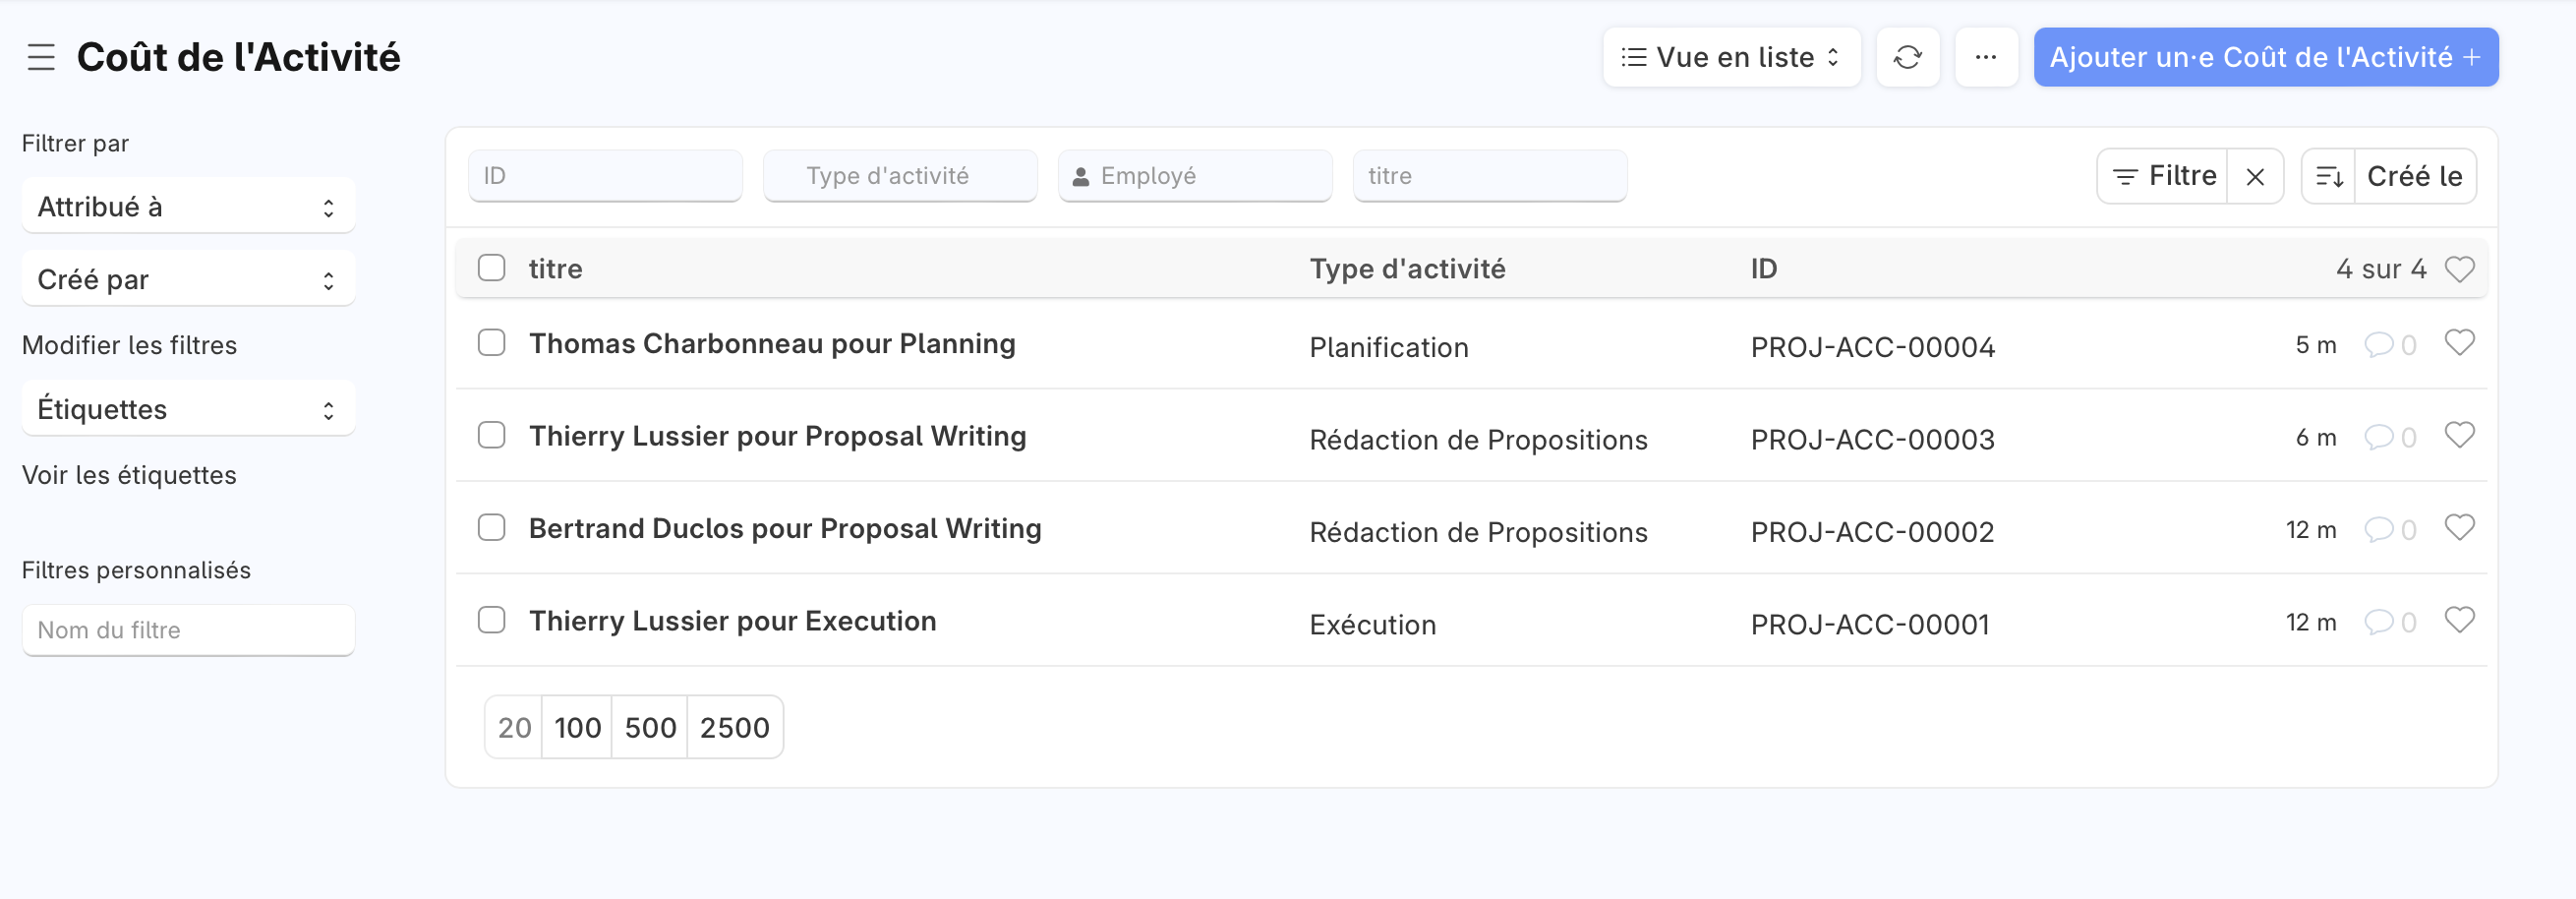 Coût de l'Activité
Vue en liste
Ajouter un·e Coût de l'Activité
Filtrer par
Attribué à
Créé par
Modifier les filtres
Étiquettes
Voir les étiquettes
Filtres personnalisés
Nom du filtre
ID Type d'activité Employé titre Filtre Créé le
titre Type d'activité ID 4 sur 4
Thomas Charbonneau pour Planning Planification PROJ-ACC-00004 5 m 0
Thierry Lussier pour Proposal Writing Rédaction de Propositions PROJ-ACC-00003 6 m 0
Bertrand Duclos pour Proposal Writing Rédaction de Propositions PROJ-ACC-00002 12 m 0
Thierry Lussier pour Execution Exécution PROJ-ACC-00001 12 m 0
20 100 500 2500